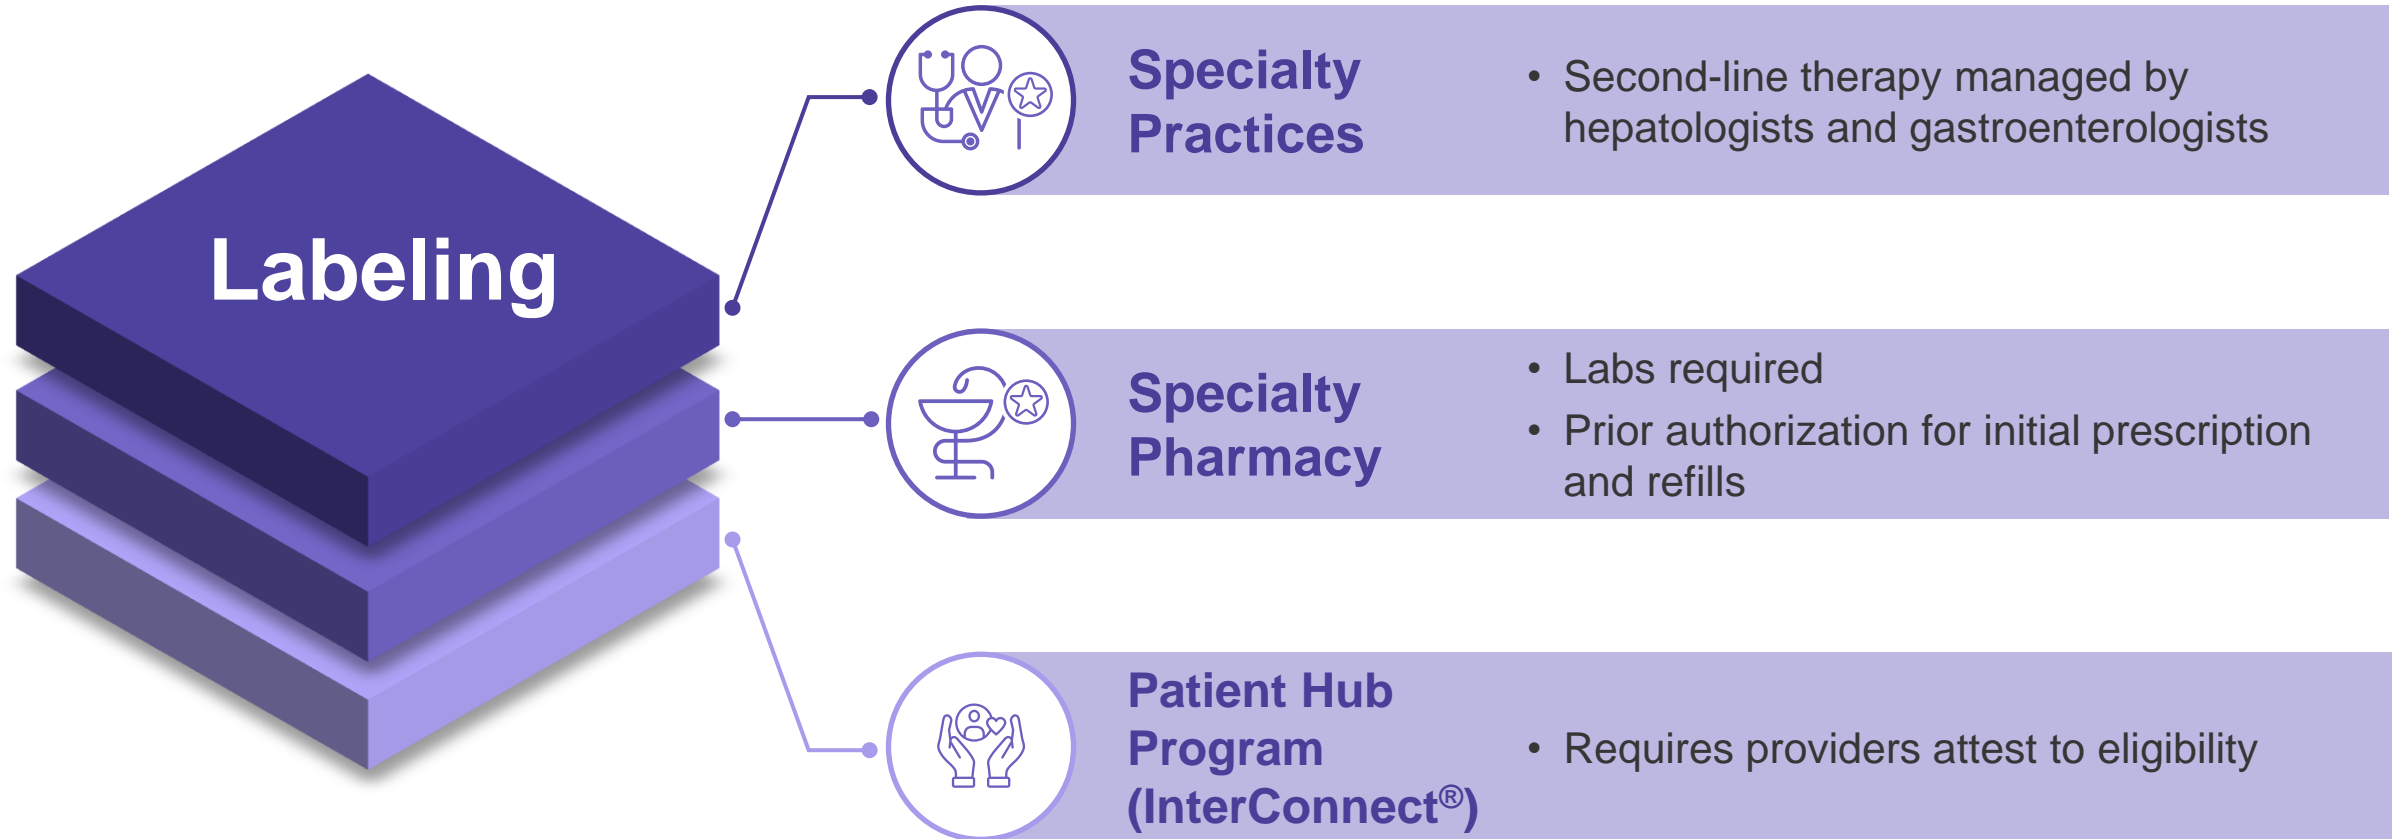 Labeling
Specialty
Practices
• Second-line therapy managed by
hepatologists and gastroenterologists
Specialty
Pharmacy
• Labs required
• Prior authorization for initial prescription
and refills
Patient Hub
Program
(InterConnect®)
• Requires providers attest to eligibility